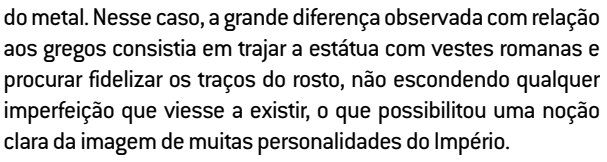 do metal. Nesse caso, a grande diferença observada com relação
aos gregos consistia em trajar a estátua com vestes romanas e
procurar fidelizar os traços do rosto, não escondendo qualquer
imperfeição que viesse a existir, o que possibilitou uma noção
clara da imagem de muitas personalidades do Império.